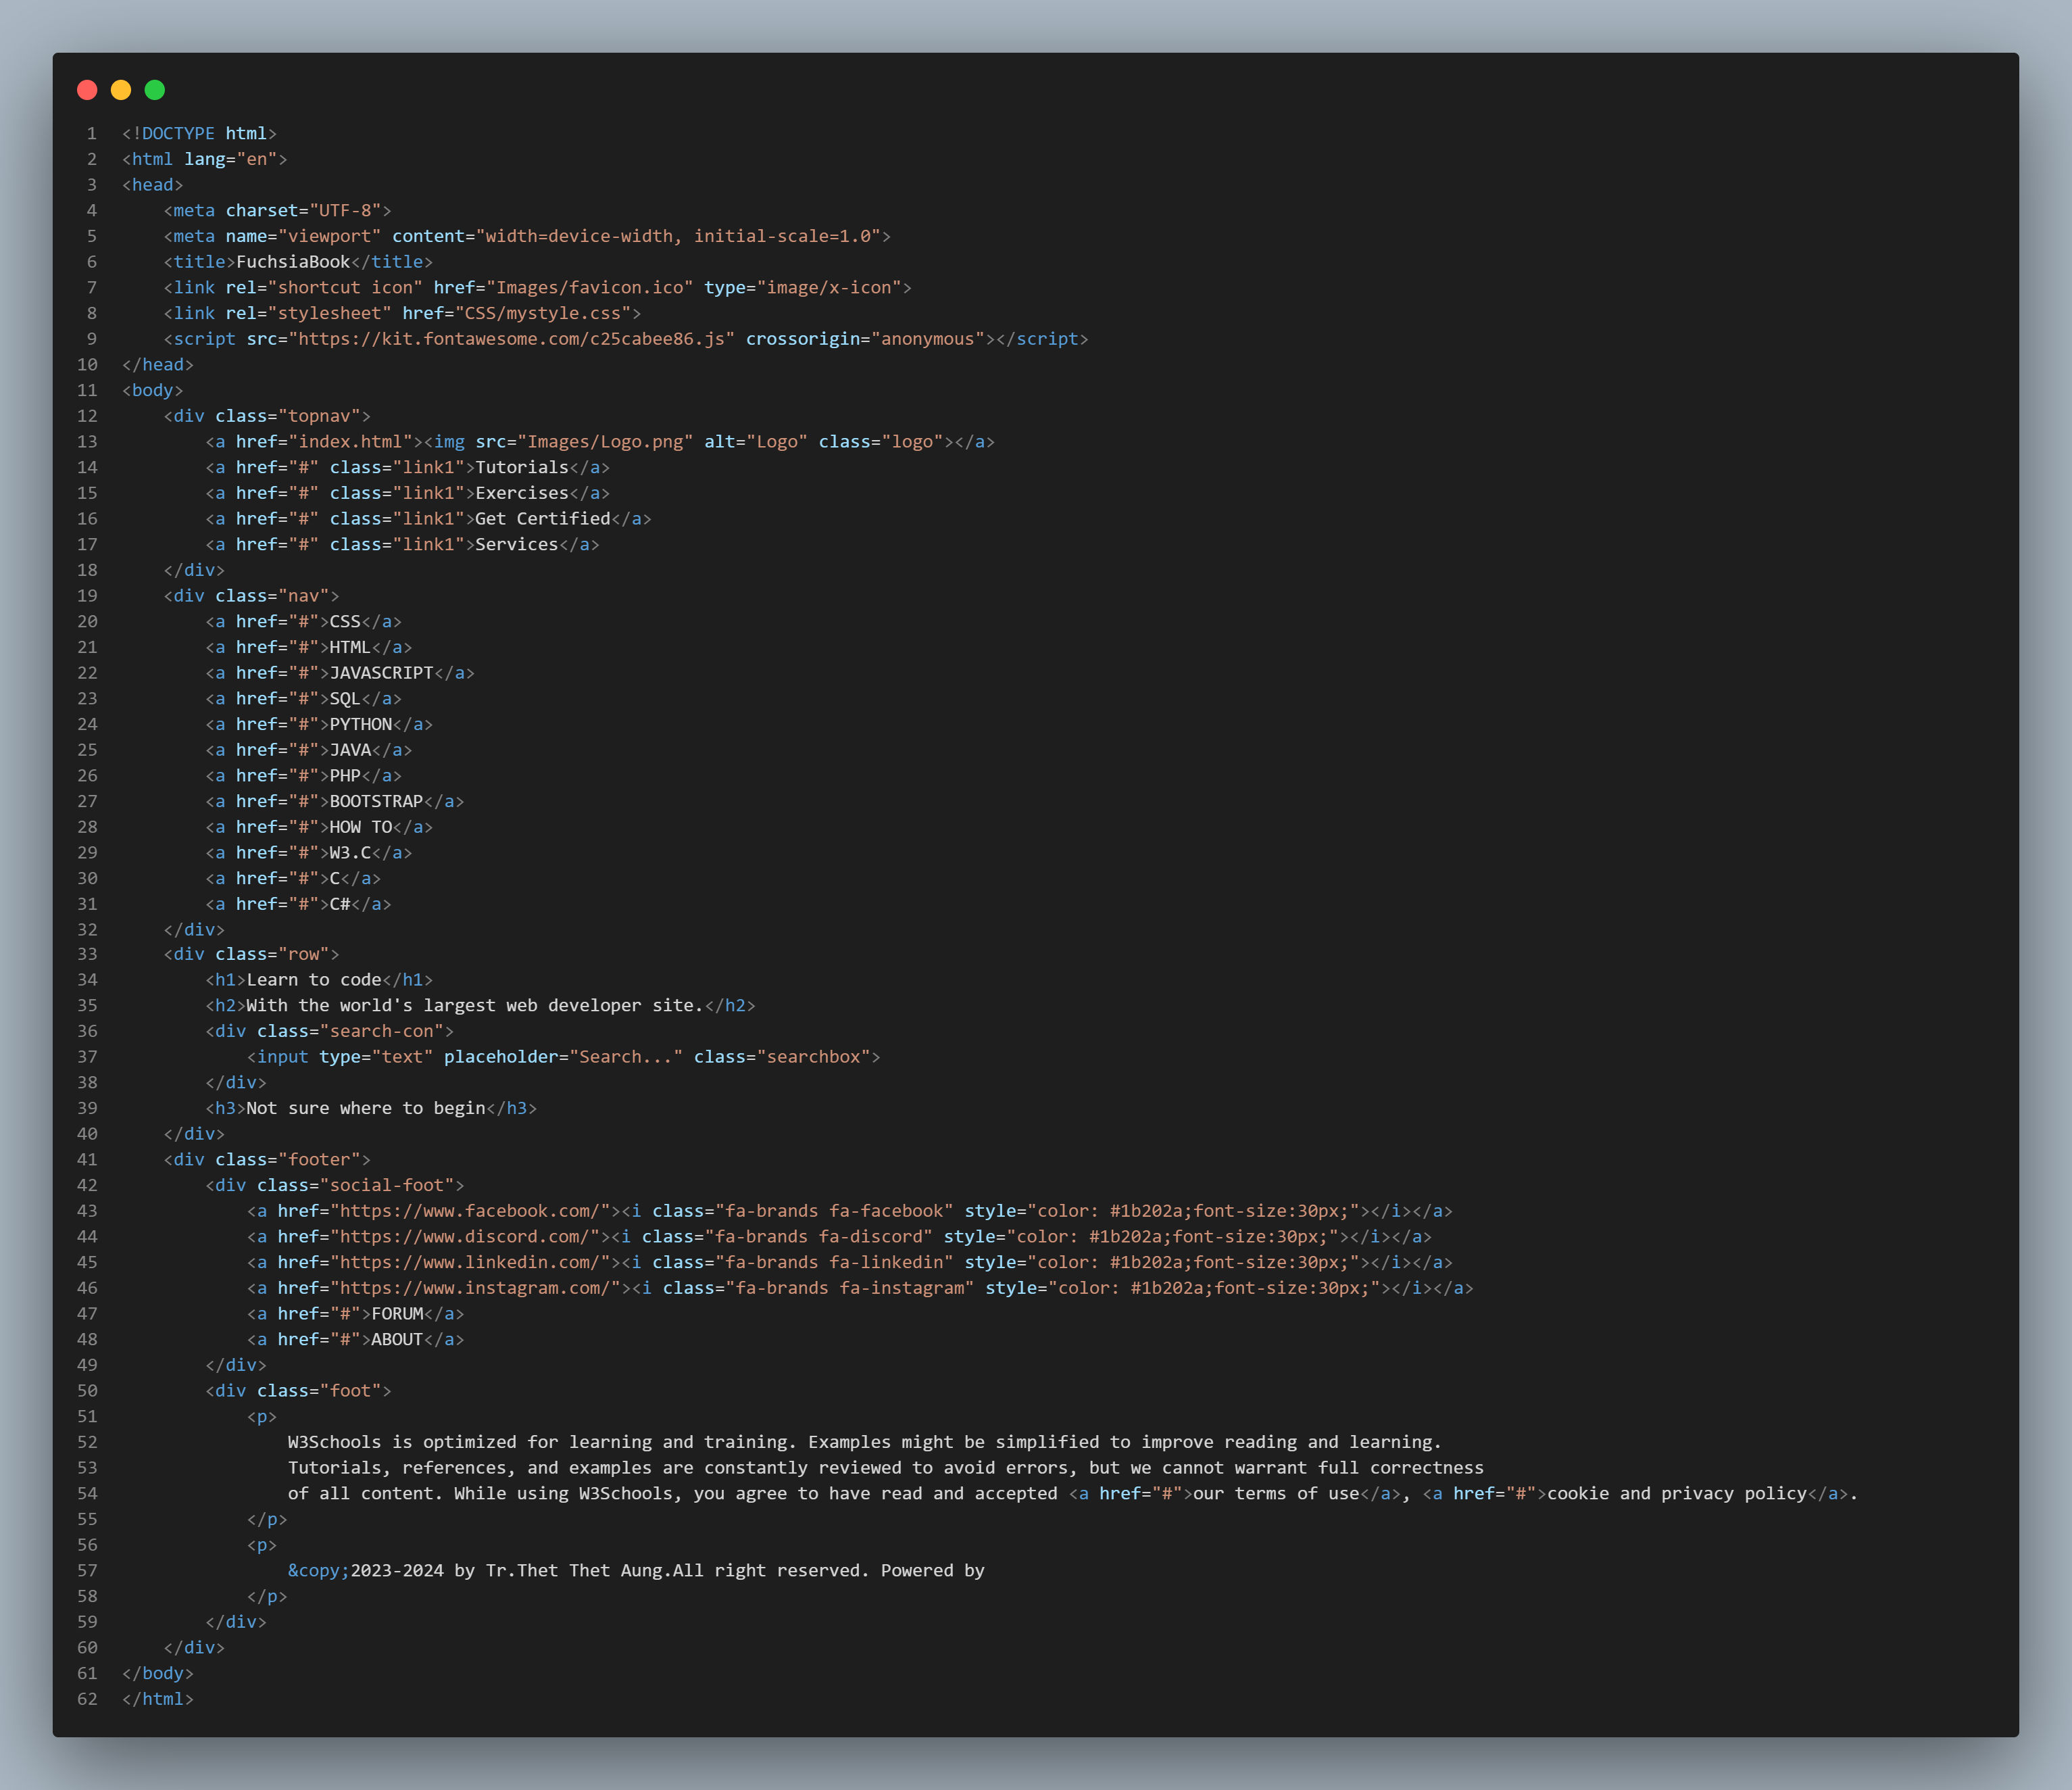 1 <!DOCTYPE html>
2 <html lang="en">
3 <head>
4     <meta charset="UTF-8">
5     <meta name="viewport" content="width=device-width, initial-scale=1.0">
6     <title>FuchsiaBook</title>
7     <link rel="shortcut icon" href="Images/favicon.ico" type="image/x-icon">
8     <link rel="stylesheet" href="CSS/mystyle.css">
9     <script src="https://kit.fontawesome.com/c25cabee86.js" crossorigin="anonymous"></script>
10 </head>
11 <body>
12     <div class="topnav">
13         <a href="index.html"><img src="Images/Logo.png" alt="Logo" class="logo"></a>
14         <a href="#" class="link1">Tutorials</a>
15         <a href="#" class="link1">Exercises</a>
16         <a href="#" class="link1">Get Certified</a>
17         <a href="#" class="link1">Services</a>
18     </div>
19     <div class="nav">
20         <a href="#">CSS</a>
21         <a href="#">HTML</a>
22         <a href="#">JAVASCRIPT</a>
23         <a href="#">SQL</a>
24         <a href="#">PYTHON</a>
25         <a href="#">JAVA</a>
26         <a href="#">PHP</a>
27         <a href="#">BOOTSTRAP</a>
28         <a href="#">HOW TO</a>
29         <a href="#">W3.C</a>
30         <a href="#">C</a>
31         <a href="#">C#</a>
32     </div>
33     <div class="row">
34         <h1>Learn to code</h1>
35         <h2>With the world's largest web developer site.</h2>
36         <div class="search-con">
37             <input type="text" placeholder="Search..." class="searchbox">
38         </div>
39         <h3>Not sure where to begin</h3>
40     </div>
41     <div class="footer">
42         <div class="social-foot">
43             <a href="https://www.facebook.com/"><i class="fa-brands fa-facebook" style="color: #1b202a;font-size:30px;"></i></a>
44             <a href="https://www.discord.com/"><i class="fa-brands fa-discord" style="color: #1b202a;font-size:30px;"></i></a>
45             <a href="https://www.linkedin.com/"><i class="fa-brands fa-linkedin" style="color: #1b202a;font-size:30px;"></i></a>
46             <a href="https://www.instagram.com/"><i class="fa-brands fa-instagram" style="color: #1b202a;font-size:30px;"></i></a>
47             <a href="#">FORUM</a>
48             <a href="#">ABOUT</a>
49         </div>
50         <div class="foot">
51             <p>
52                 W3Schools is optimized for learning and training. Examples might be simplified to improve reading and learning.
53                 Tutorials, references, and examples are constantly reviewed to avoid errors, but we cannot warrant full correctness
54                 of all content. While using W3Schools, you agree to have read and accepted <a href="#">our terms of use</a>, <a href="#">cookie and privacy policy</a>.
55             </p>
56             <p>
57                 &copy;2023-2024 by Tr.Thet Thet Aung.All right reserved. Powered by
58             </p>
59         </div>
60     </div>
61 </body>
62 </html>